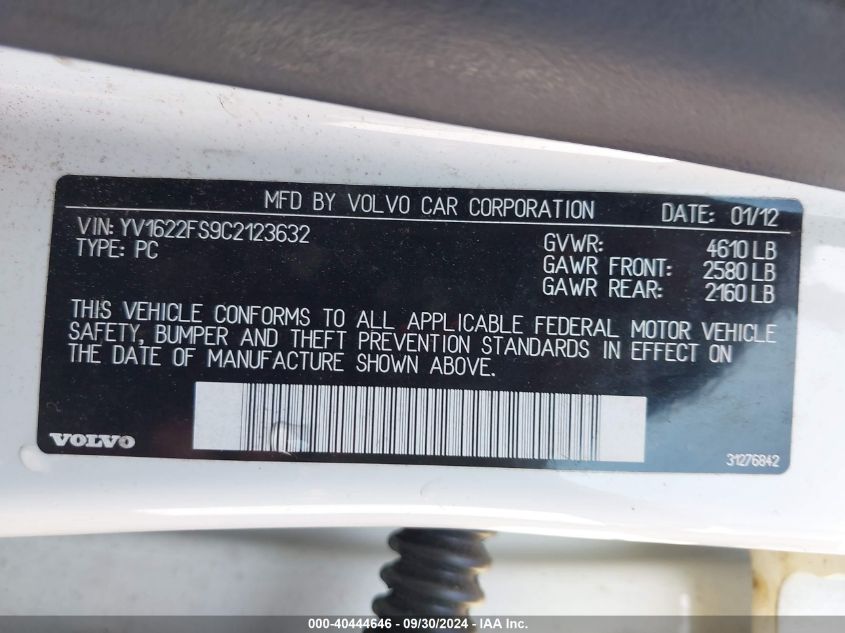 MFD BY VOLVO CAR CORPORATION DATE: 01/12
VIN: YV1622FS9C2123632
TYPE: PC
GVWR: 4610 LB
GAWR FRONT: 2580 LB
GAWR REAR: 2160 LB
THIS VEHICLE CONFORMS TO ALL APPLICABLE FEDERAL MOTOR VEHICLE
SAFETY, BUMPER AND THEFT PREVENTION STANDARDS IN EFFECT ON
THE DATE OF MANUFACTURE SHOWN ABOVE.
VOLVO
31276842
000-40444646 - 09/30/2024 - IAA Inc.